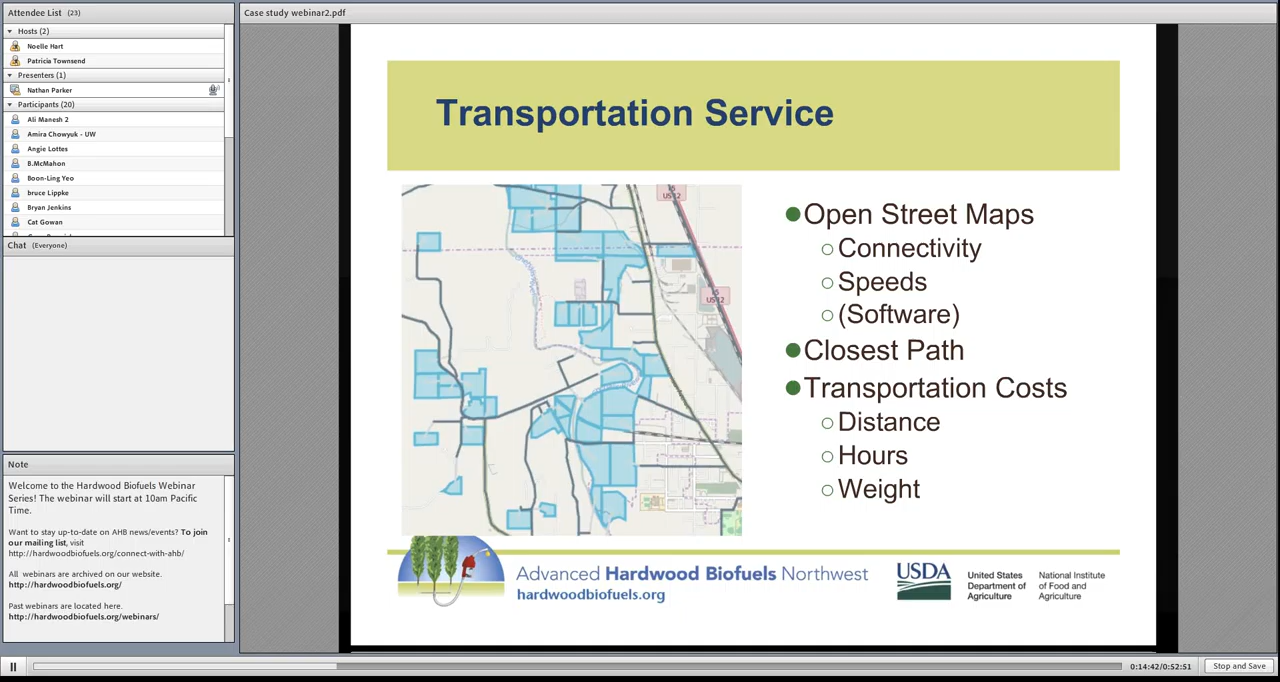 Attendee List (23)
Hosts (2)
Noelle Hart
Patricia Townsend
Presenters (1)
Nathan Parker
Participants (20)
Ali Manesh 2
Amira Chowyuk - UW
Angie Lottes
B.McMahon
Boon-Ling Yeo
bruce Lippke
Bryan Jenkins
Cat Gowan
Chat (Everyone)
Note
Welcome to the Hardwood Biofuels Webinar
Series! The webinar will start at 10am Pacific
Time.
Want to stay up-to-date on AHB news/events? To join
our mailing list, visit
http://hardwoodbiofuels.org/connect-with-ahb/
All webinars are archived on our website.
http://hardwoodbiofuels.org/
Past webinars are located here.
http://hardwoodbiofuels.org/webinars/
Case study webinar2.pdf
Transportation Service
I5
US 12
I5
US 12
Open Street Maps
Connectivity
Speeds
(Software)
Closest Path
Transportation Costs
Distance
Hours
Weight
Advanced Hardwood Biofuels Northwest
hardwoodbiofuels.org
USDA
United States
Department of
Agriculture
National Institute
of Food and
Agriculture
0:14:42/0:52:51
Stop and Save